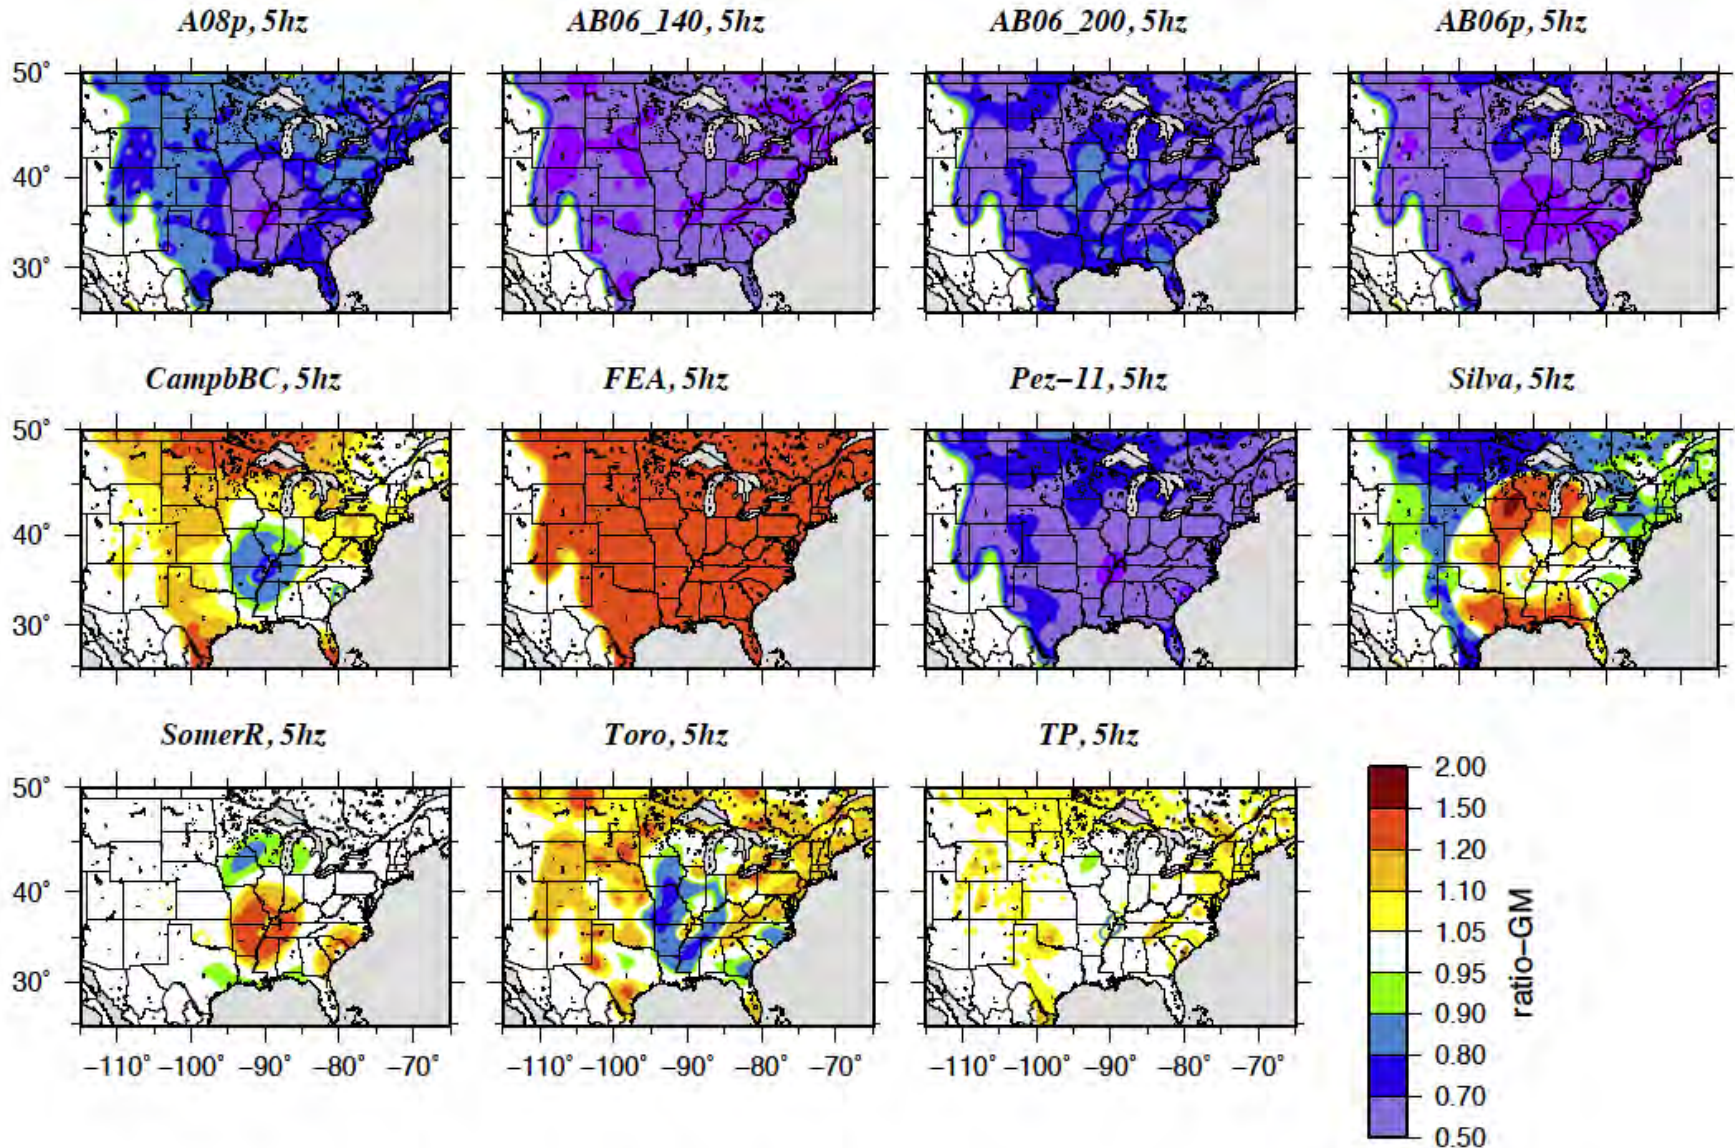 A08p, 5hz
AB06_140, 5hz
AB06_200, 5hz
AB06p, 5hz
50°
40°
30°
CampbBC, 5hz
FEA, 5hz
Pez–11, 5hz
Silva, 5hz
50°
40°
30°
SomerR, 5hz
Toro, 5hz
TP, 5hz
50°
40°
30°
−110° −100° −90° −80° −70°
−110° −100° −90° −80° −70°
−110° −100° −90° −80° −70°
2.00
1.50
1.20
1.10
1.05
0.95
0.90
0.80
0.70
0.50
ratio–GM